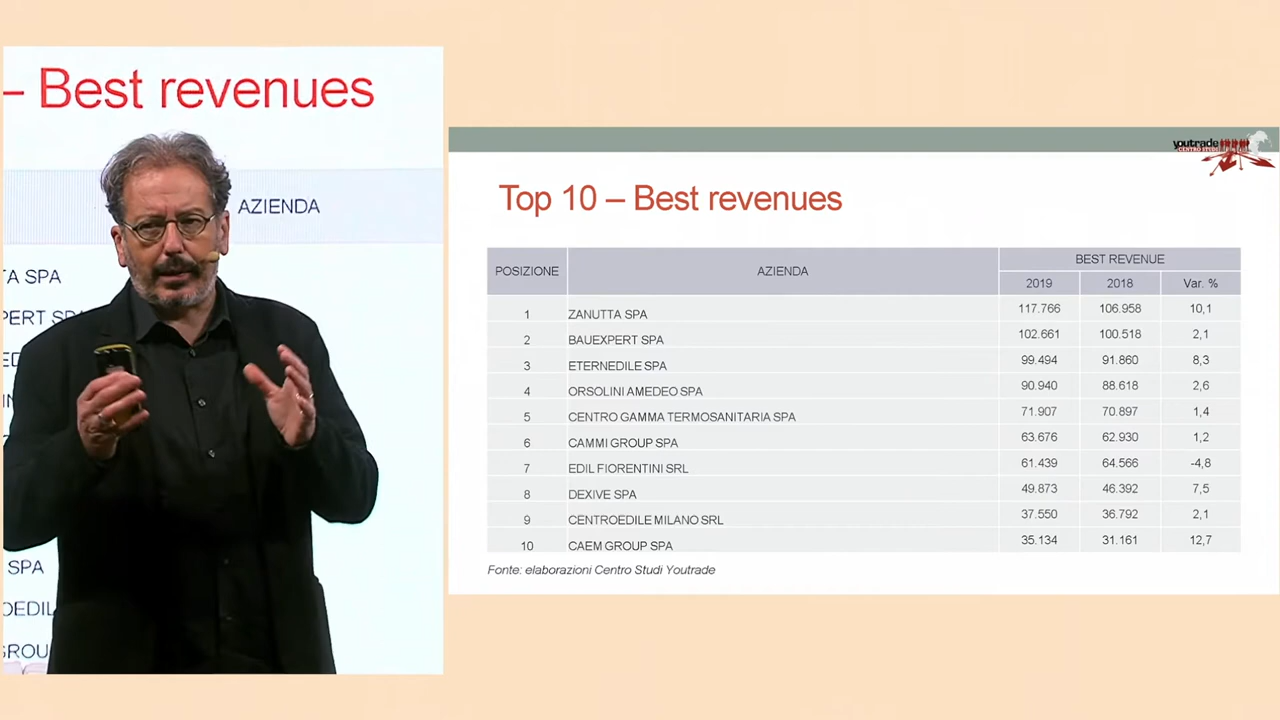 – Best revenues
AZIENDA
TA SPA
PERT SPA
SPA
OEDIL
GROU
youtrade
CENTRO STUDI
Top 10 – Best revenues
POSIZIONE AZIENDA BEST REVENUE
2019 2018 Var. %
1 ZANUTTA SPA 117.766 106.958 10,1
2 BAUEXPERT SPA 102.661 100.518 2,1
3 ETERNEDILE SPA 99.494 91.860 8,3
4 ORSOLINI AMEDEO SPA 90.940 88.618 2,6
5 CENTRO GAMMA TERMOSANITARIA SPA 71.907 70.897 1,4
6 CAMMI GROUP SPA 63.676 62.930 1,2
7 EDIL FIORENTINI SRL 61.439 64.566 -4,8
8 DEXIVE SPA 49.873 46.392 7,5
9 CENTROEDILE MILANO SRL 37.550 36.792 2,1
10 CAEM GROUP SPA 35.134 31.161 12,7
Fonte: elaborazioni Centro Studi Youtrade